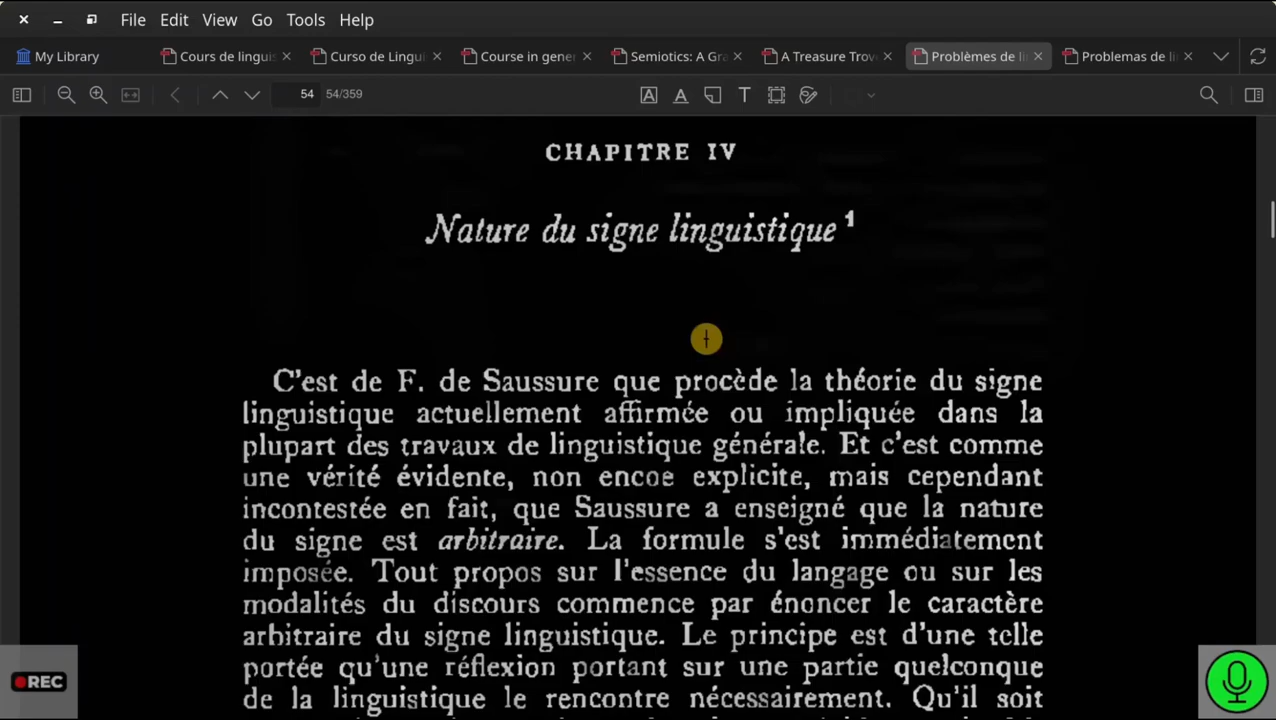 File Edit View Go Tools Help
My Library Cours de linguis Curso de Lingui Course in gener Semiotics: A Gra A Treasure Trove Problèmes de li Problemas de li
54 54/359
CHAPITRE IV
Nature du signe linguistique ¹
C'est de F. de Saussure que procède la théorie du signe
linguistique actuellement affirmée ou impliquée dans la
plupart des travaux de linguistique générale. Et c'est comme
une vérité évidente, non encoe explicite, mais cependant
incontestée en fait, que Saussure a enseigné que la nature
du signe est arbitraire. La formule s'est immédiatement
imposée. Tout propos sur l'essence du langage ou sur les
modalités du discours commence par énoncer le caractère
arbitraire du signe linguistique. Le principe est d'une telle
portée qu'une réflexion portant sur une partie quelconque
de la linguistique le rencontre nécessairement. Qu'il soit
REC